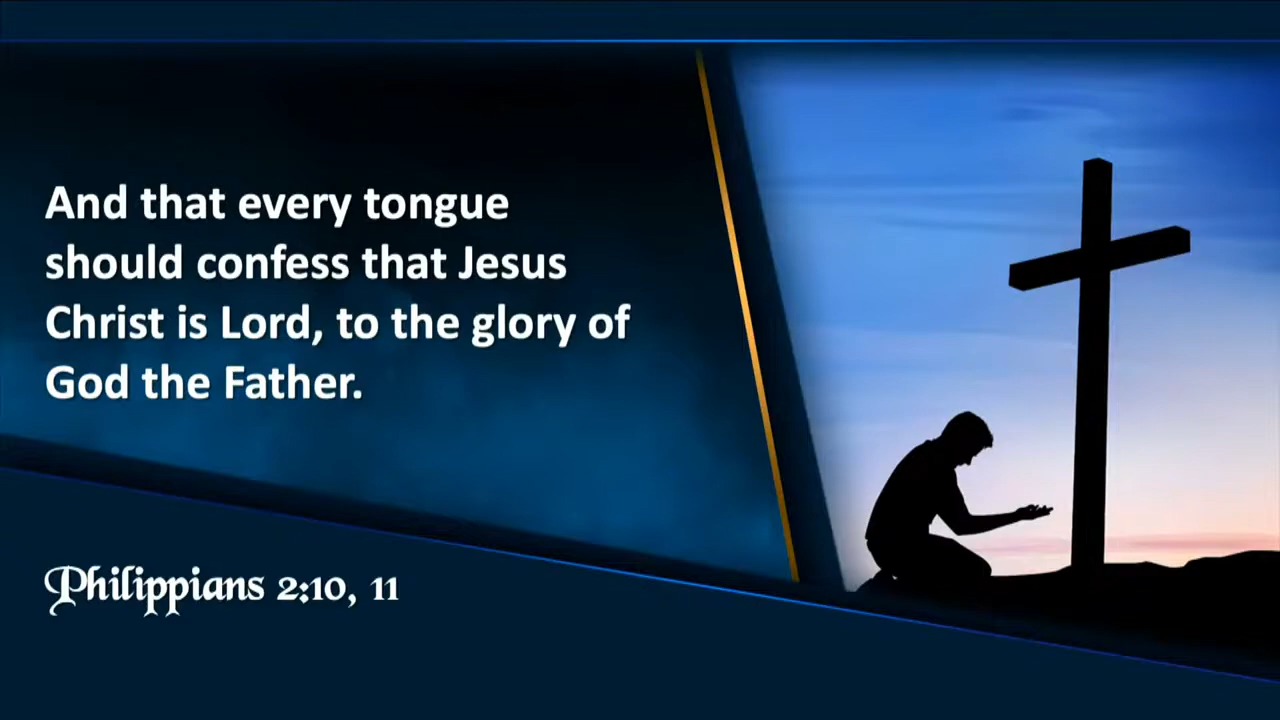 And that every tongue
should confess that Jesus
Christ is Lord, to the glory of
God the Father.
Philippians 2:10, 11